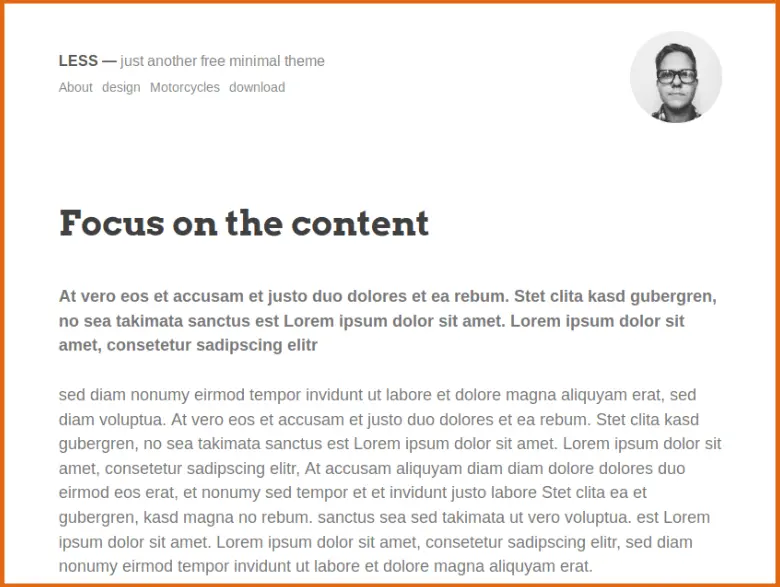 LESS — just another free minimal theme
About design Motorcycles download
Focus on the content
At vero eos et accusam et justo duo dolores et ea rebum. Stet clita kasd gubergren,
no sea takimata sanctus est Lorem ipsum dolor sit amet. Lorem ipsum dolor sit
amet, consetetur sadipscing elitr
sed diam nonumy eirmod tempor invidunt ut labore et dolore magna aliquyam erat, sed
diam voluptua. At vero eos et accusam et justo duo dolores et ea rebum. Stet clita kasd
gubergren, no sea takimata sanctus est Lorem ipsum dolor sit amet. Lorem ipsum dolor sit
amet, consetetur sadipscing elitr, At accusam aliquyam diam diam dolore dolores duo
eirmod eos erat, et nonumy sed tempor et et invidunt justo labore Stet clita ea et
gubergren, kasd magna no rebum. sanctus sea sed takimata ut vero voluptua. est Lorem
ipsum dolor sit amet. Lorem ipsum dolor sit amet, consetetur sadipscing elitr, sed diam
nonumy eirmod tempor invidunt ut labore et dolore magna aliquyam erat.